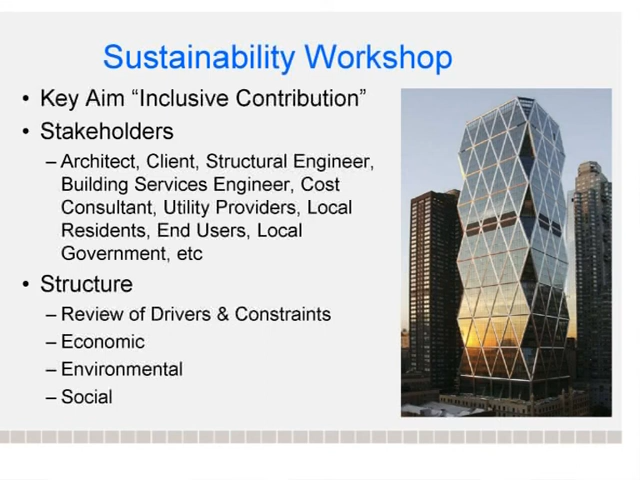 Sustainability Workshop
• Key Aim “Inclusive Contribution”
• Stakeholders
– Architect, Client, Structural Engineer,
Building Services Engineer, Cost
Consultant, Utility Providers, Local
Residents, End Users, Local
Government, etc
• Structure
– Review of Drivers & Constraints
– Economic
– Environmental
– Social